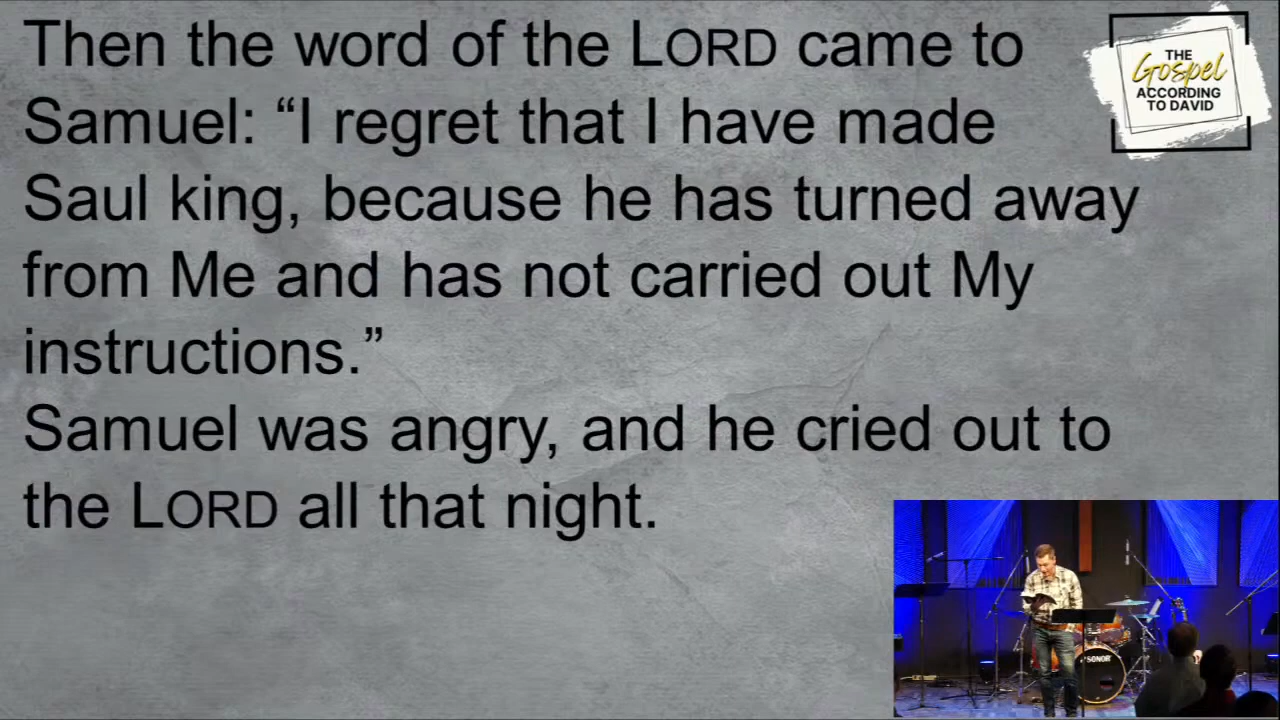 Then the word of the LORD came to
Samuel: “I regret that I have made
Saul king, because he has turned away
from Me and has not carried out My
instructions.”
Samuel was angry, and he cried out to
the LORD all that night.
THE
Gospel
ACCORDING
TO DAVID
SONOR